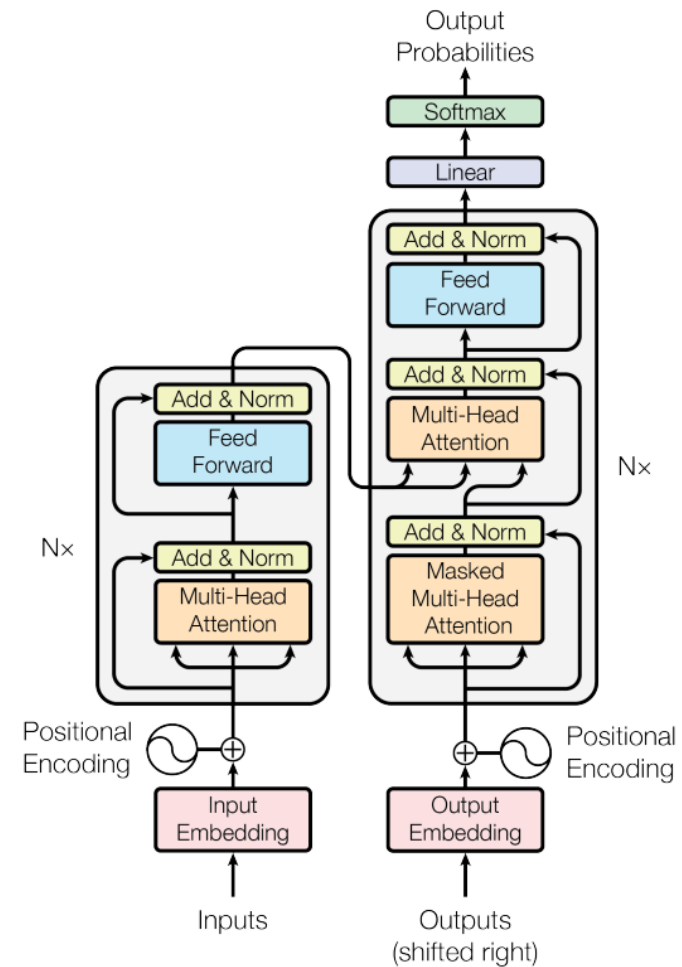 Output
Probabilities
Softmax
Linear
Add & Norm
Feed
Forward
Add & Norm
Multi-Head
Attention
Add & Norm
Masked
Multi-Head
Attention
N×
Positional
Encoding
Output
Embedding
Outputs
(shifted right)
Add & Norm
Feed
Forward
Add & Norm
Multi-Head
Attention
N×
Positional
Encoding
Input
Embedding
Inputs